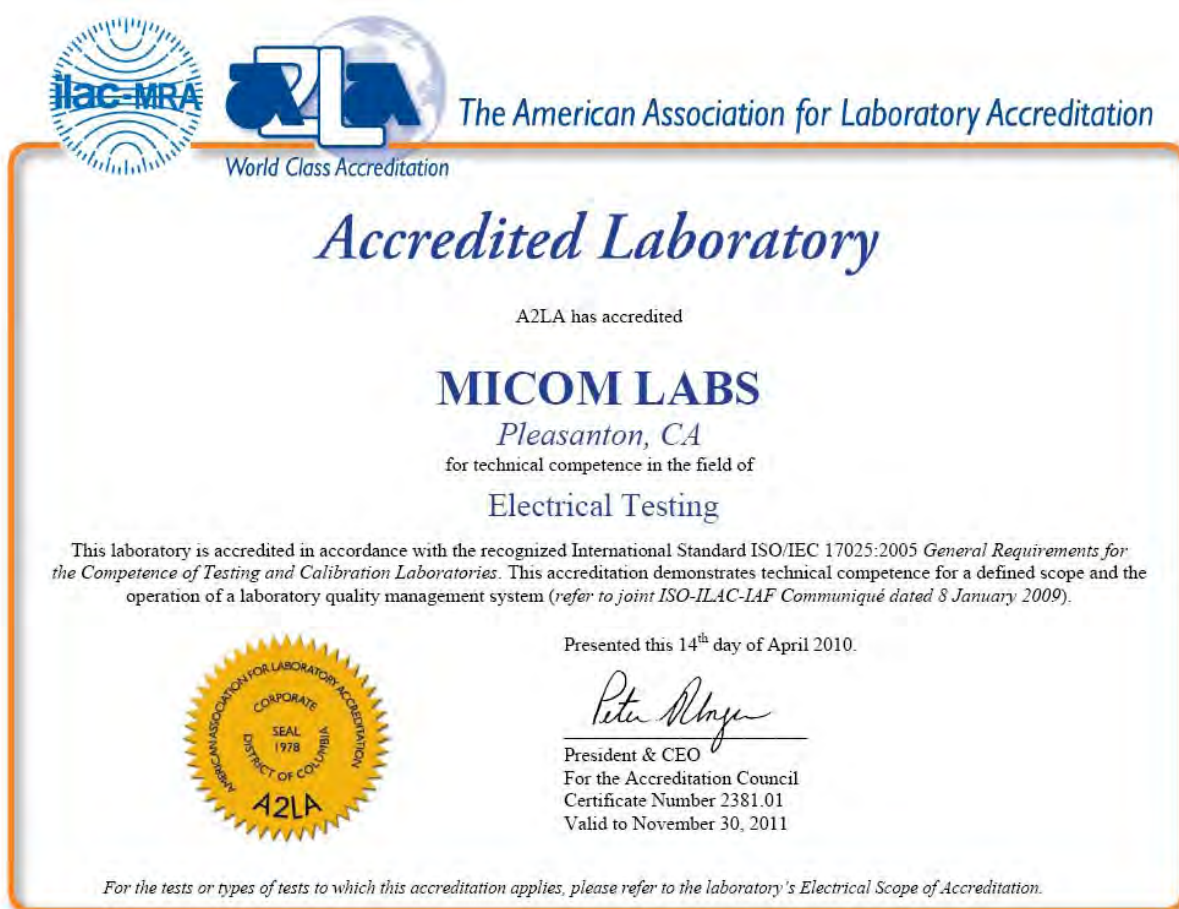 ilac-MRA
A2LA
World Class Accreditation
The American Association for Laboratory Accreditation
Accredited Laboratory
A2LA has accredited
MICOM LABS
Pleasanton, CA
for technical competence in the field of
Electrical Testing
This laboratory is accredited in accordance with the recognized International Standard ISO/IEC 17025:2005 General Requirements for
the Competence of Testing and Calibration Laboratories. This accreditation demonstrates technical competence for a defined scope and the
operation of a laboratory quality management system (refer to joint ISO-ILAC-IAF Communiqué dated 8 January 2009).
AMERICAN ASSOCIATION FOR LABORATORY ACCREDITATION
CORPORATE
SEAL
1978
DISTRICT OF COLUMBIA
A2LA
Presented this 14th day of April 2010.
President & CEO
For the Accreditation Council
Certificate Number 2381.01
Valid to November 30, 2011
For the tests or types of tests to which this accreditation applies, please refer to the laboratory's Electrical Scope of Accreditation.